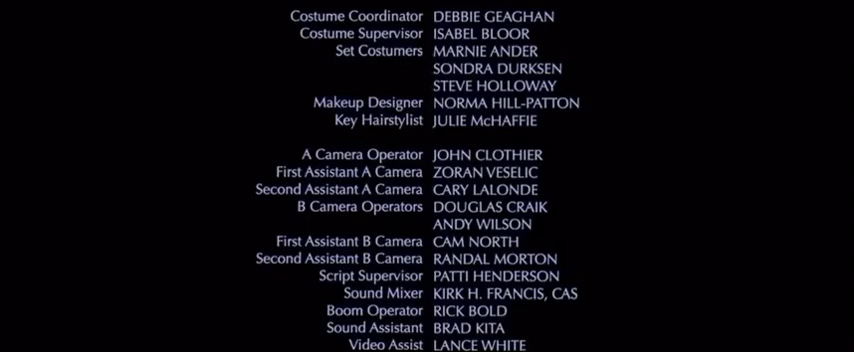 Costume Coordinator DEBBIE GEAGHAN
Costume Supervisor ISABEL BLOOR
Set Costumers MARNIE ANDER
SONDRA DURKSEN
STEVE HOLLOWAY
Makeup Designer NORMA HILL-PATTON
Key Hairstylist JULIE McHAFFIE
A Camera Operator JOHN CLOTHIER
First Assistant A Camera ZORAN VESELIC
Second Assistant A Camera CARY LALONDE
B Camera Operators DOUGLAS CRAIK
ANDY WILSON
First Assistant B Camera CAM NORTH
Second Assistant B Camera RANDAL MORTON
Script Supervisor PATTI HENDERSON
Sound Mixer KIRK H. FRANCIS, CAS
Boom Operator RICK BOLD
Sound Assistant BRAD KITA
Video Assist LANCE WHITE